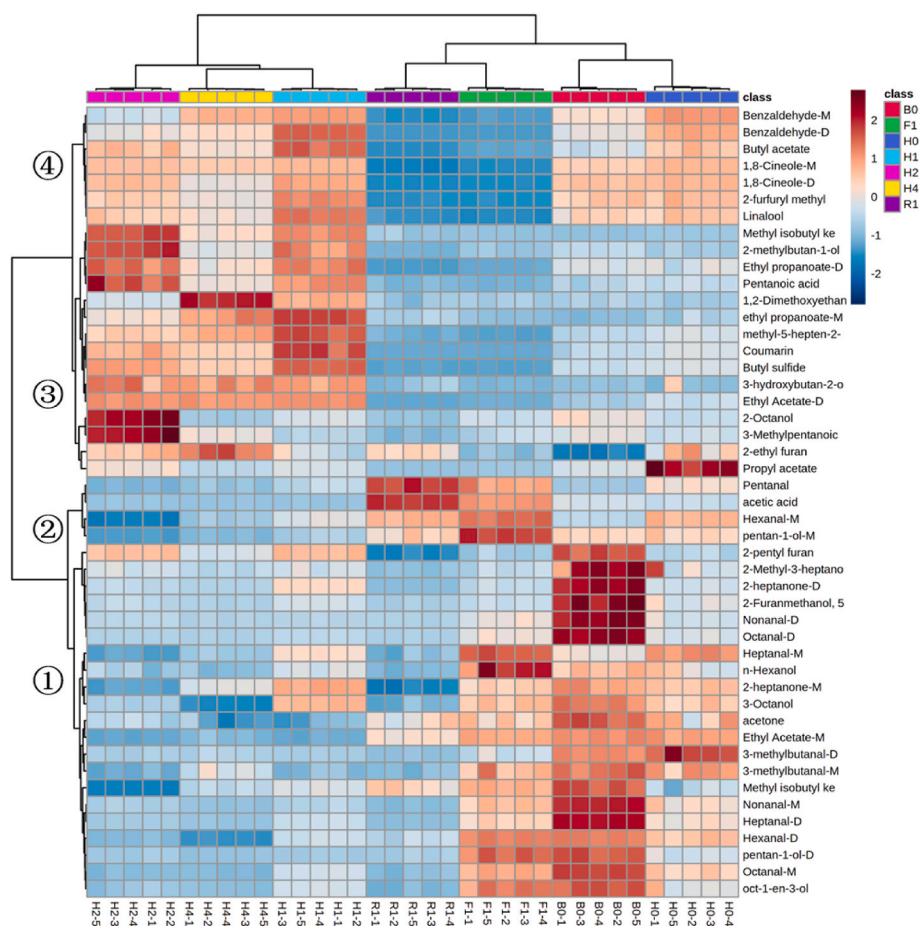 class
Benzaldehyde-M
Benzaldehyde-D
Butyl acetate
1,8-Cineole-M
1,8-Cineole-D
2-furfuryl methyl
Linalool
Methyl isobutyl ke
2-methylbutan-1-ol
Ethyl propanoate-D
Pentanoic acid
1,2-Dimethoxyethan
ethyl propanoate-M
methyl-5-hepten-2-
Coumarin
Butyl sulfide
3-hydroxybutan-2-o
Ethyl Acetate-D
2-Octanol
3-Methylpentanoic
2-ethyl furan
Propyl acetate
Pentanal
acetic acid
Hexanal-M
pentan-1-ol-M
2-pentyl furan
2-Methyl-3-heptano
2-heptanone-D
2-Furanmethanol, 5
Nonanal-D
Octanal-D
Heptanal-M
n-Hexanol
2-heptanone-M
3-Octanol
acetone
Ethyl Acetate-M
3-methylbutanal-D
3-methylbutanal-M
Methyl isobutyl ke
Nonanal-M
Heptanal-D
Hexanal-D
pentan-1-ol-D
Octanal-M
oct-1-en-3-ol
④
③
②
①
2
1
0
-1
-2
class
B0
F1
H0
H1
H2
H4
R1
H2-5
H2-3
H2-4
H2-1
H2-2
H4-1
H4-2
H4-4
H4-3
H4-5
H1-3
H1-5
H1-4
H1-1
H1-2
R1-1
R1-2
R1-5
R1-3
R1-4
F1-1
F1-5
F1-2
F1-3
F1-4
B0-1
B0-3
B0-4
B0-2
B0-5
H0-1
H0-5
H0-2
H0-3
H0-4